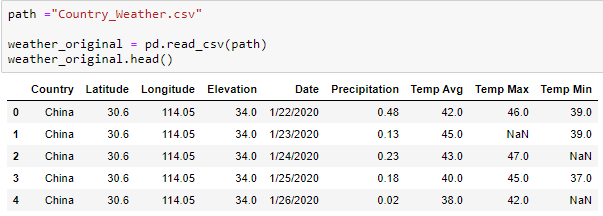 path ="Country_Weather.csv"
weather_original = pd.read_csv(path)
weather_original.head()
Country Latitude Longitude Elevation Date Precipitation Temp Avg Temp Max Temp Min
0 China 30.6 114.05 34.0 1/22/2020 0.48 42.0 46.0 39.0
1 China 30.6 114.05 34.0 1/23/2020 0.13 45.0 NaN 39.0
2 China 30.6 114.05 34.0 1/24/2020 0.23 43.0 47.0 NaN
3 China 30.6 114.05 34.0 1/25/2020 0.18 40.0 45.0 37.0
4 China 30.6 114.05 34.0 1/26/2020 0.02 38.0 42.0 NaN